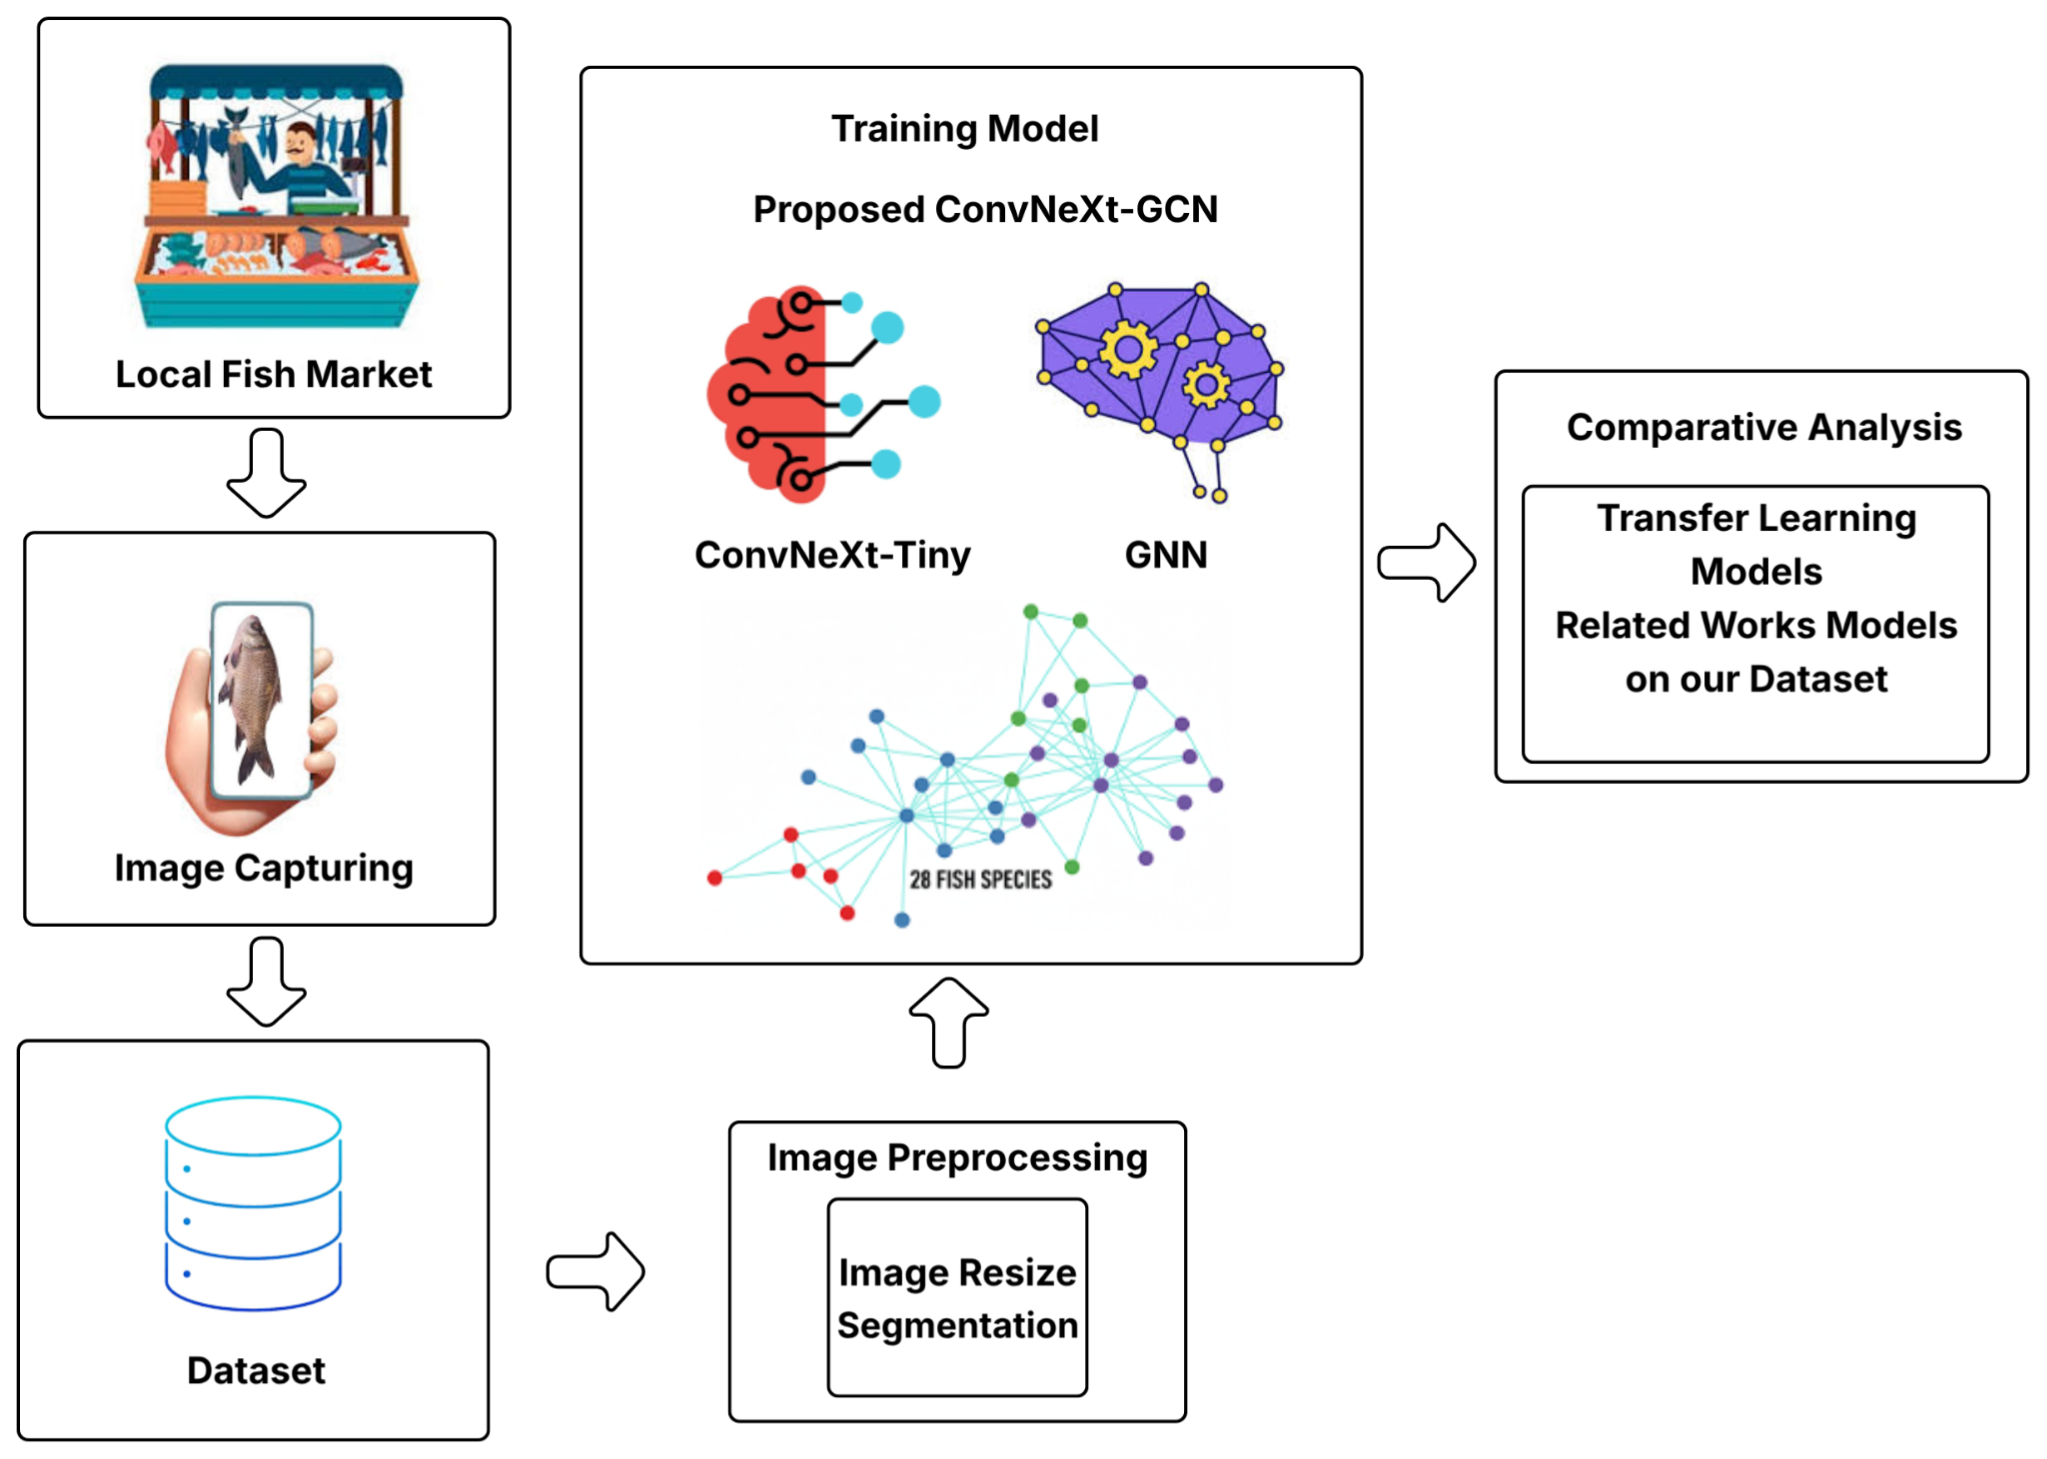 Local Fish Market
Image Capturing
Dataset
Image Preprocessing
Image Resize
Segmentation
Training Model
Proposed ConvNeXt-GCN
ConvNeXt-Tiny
GNN
28 FISH SPECIES
Comparative Analysis
Transfer Learning
Models
Related Works Models
on our Dataset